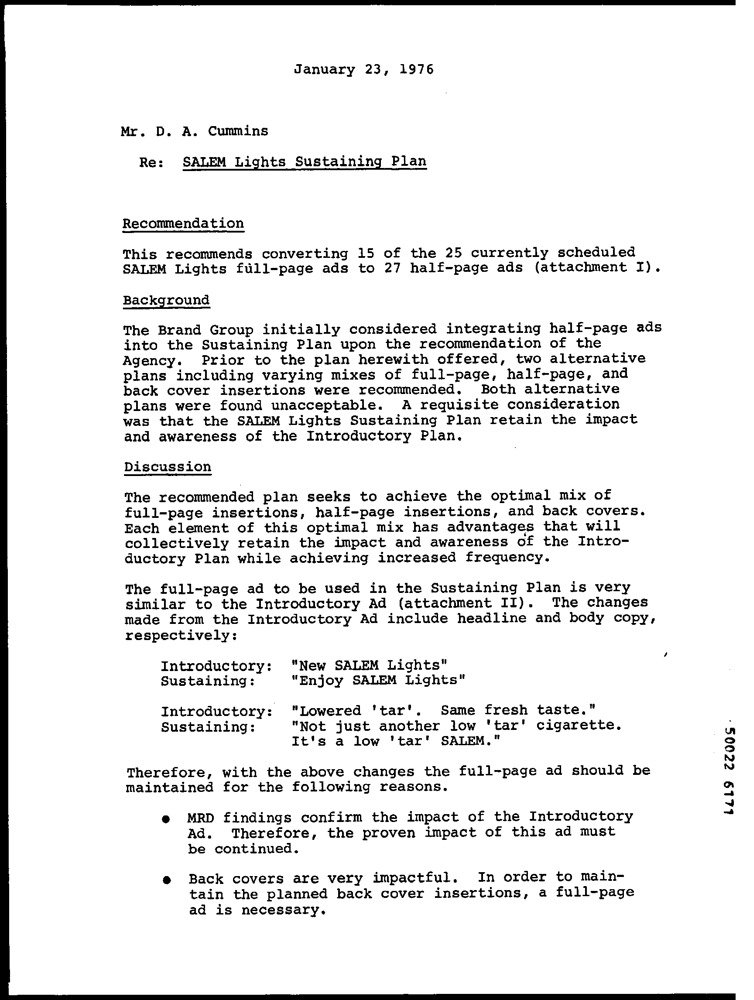 January 23, 1976
Mr. D. A. Cummins
Re: SALEM Lights Sustaining Plan
Recommendation
This recommends converting 15 of the 25 currently scheduled
SALEM Lights full-page ads to 27 half-page ads (attachment I).
Background
The Brand Group initially considered integrating half-page ads
into the Sustaining Plan upon the recommendation of the
Agency. Prior to the plan herewith offered, two alternative
plans including varying mixes of full-page, half-page, and
back cover insertions were recommended. Both alternative
plans were found unacceptable. A requisite consideration
was that the SALEM Lights Sustaining Plan retain the impact
and awareness of the Introductory Plan.
Discussion
The recommended plan seeks to achieve the optimal mix of
full-page insertions, half-page insertions, and back covers.
Each element of this optimal mix has advantages that will
collectively retain the impact and awareness of the Intro-
ductory Plan while achieving increased frequency.
The full-page ad to be used in the Sustaining Plan is very
similar to the Introductory Ad (attachment II). The changes
made from the Introductory Ad include headline and body copy,
respectively:
Introductory: "New SALEM Lights"
Sustaining: "Enjoy SALEM Lights"
Introductory: "Lowered 'tar'. Same fresh taste."
Sustaining: "Not just another low 'tar' cigarette.
It's a low 'tar' SALEM."
Therefore, with the above changes the full-page ad should be
maintained for the following reasons.
● MRD findings confirm the impact of the Introductory
Ad. Therefore, the proven impact of this ad must
be continued.
● Back covers are very impactful. In order to main-
tain the planned back cover insertions, a full-page
ad is necessary.
50022 6171